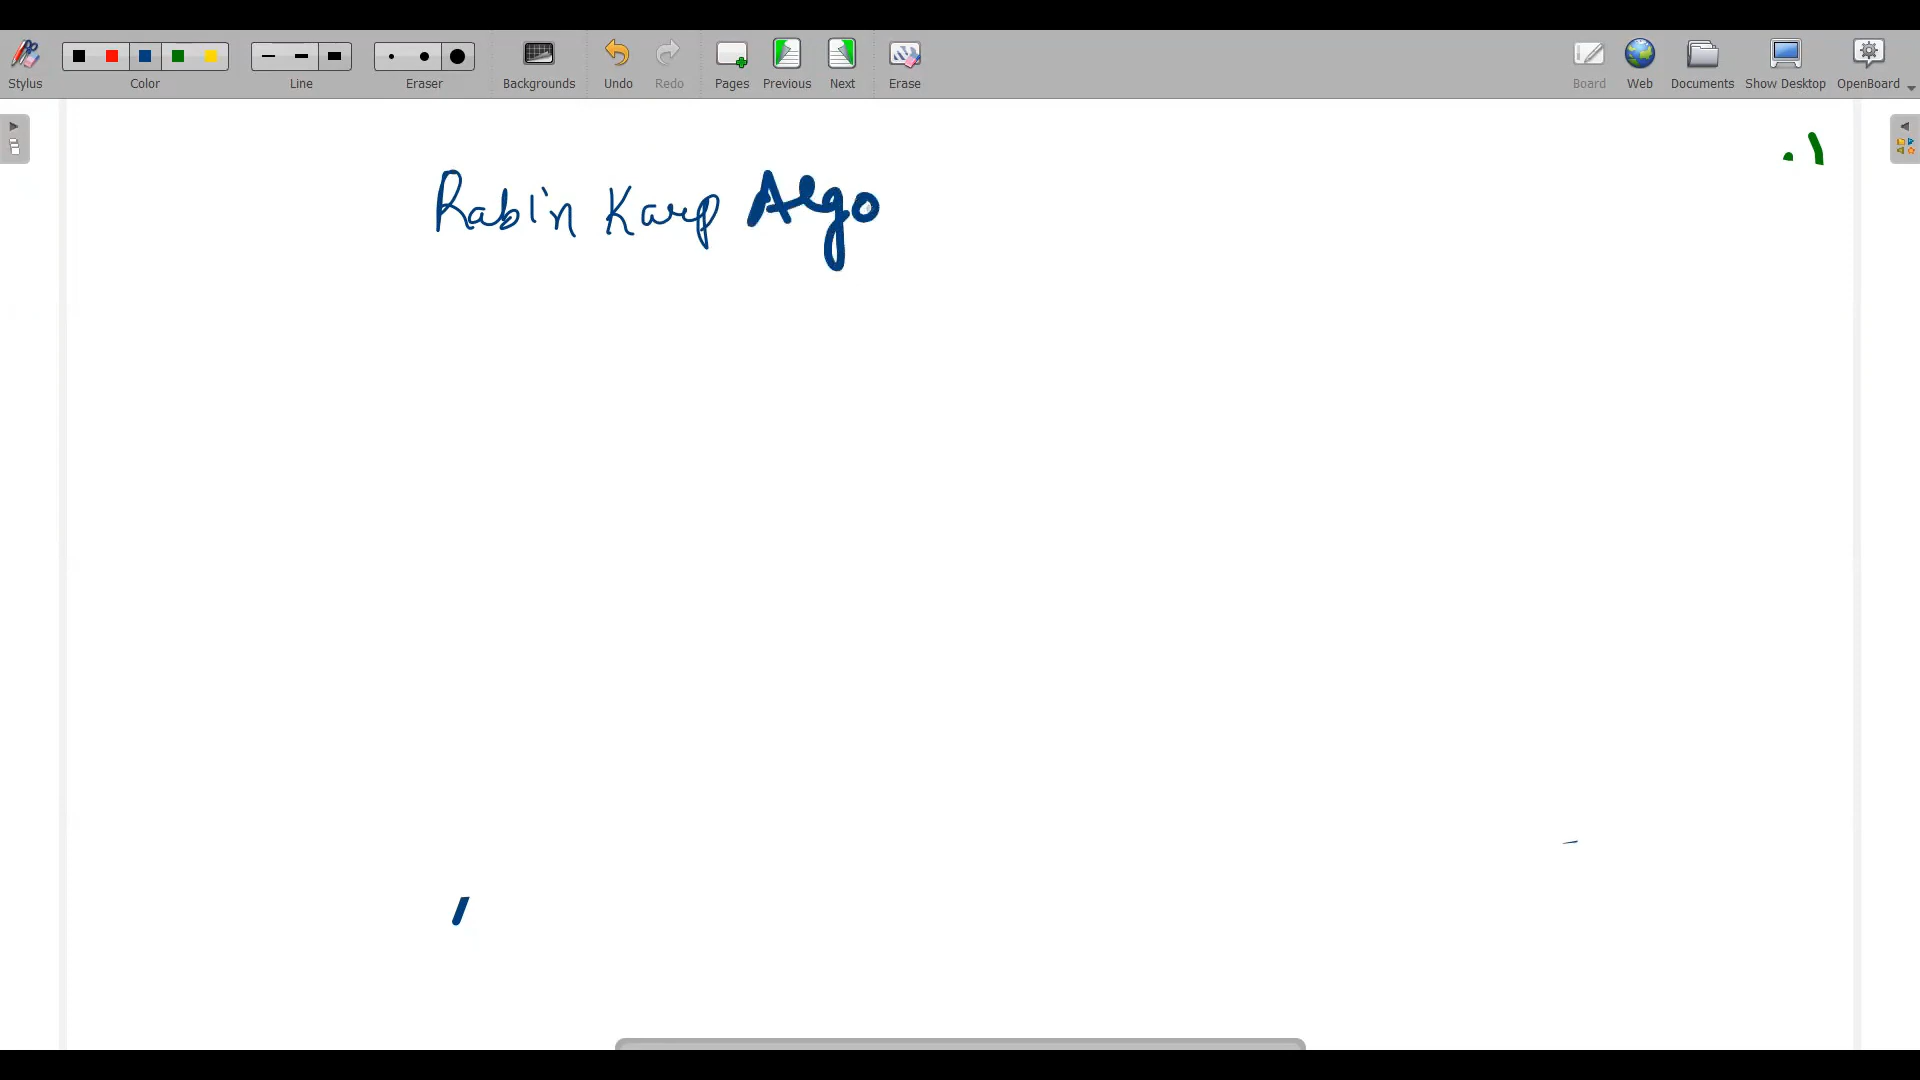 Stylus Color Line Eraser Backgrounds Undo Redo Pages Previous Next Erase Board Web Documents Show Desktop OpenBoard
Rabin Karp Algo